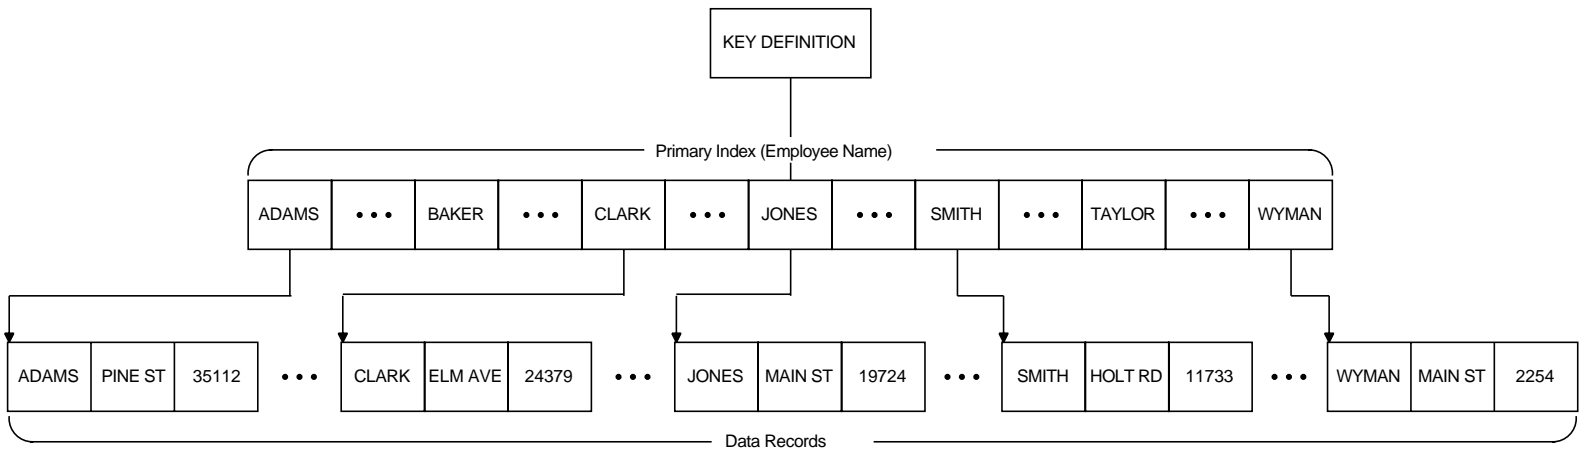 KEY DEFINITION
Primary Index (Employee Name)
ADAMS ••• BAKER ••• CLARK ••• JONES ••• SMITH ••• TAYLOR ••• WYMAN
ADAMS PINE ST 35112 ••• CLARK ELM AVE 24379 ••• JONES MAIN ST 19724 ••• SMITH HOLT RD 11733 ••• WYMAN MAIN ST 2254
Data Records